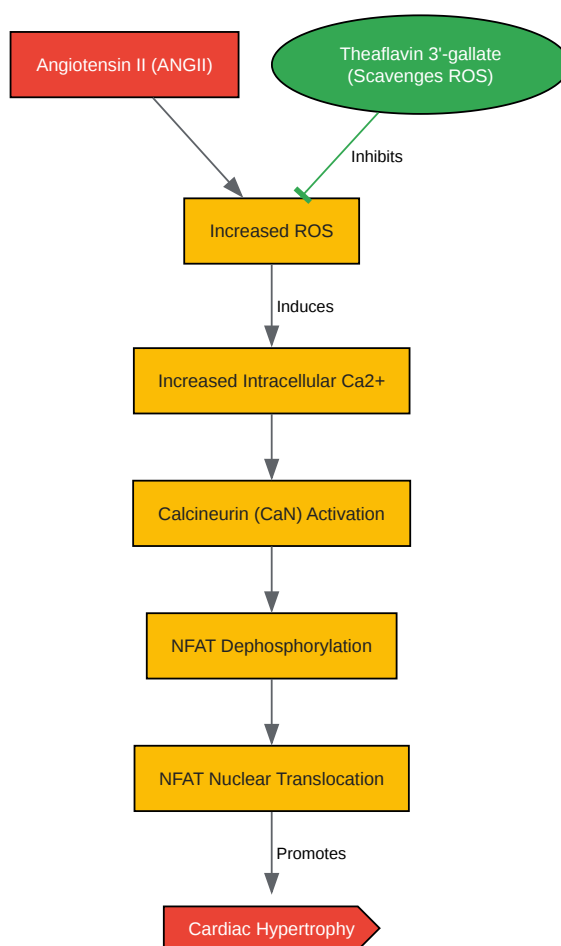 Angiotensin II (ANGII)
Theaflavin 3'-gallate
(Scavenges ROS)
Inhibits
Increased ROS
Induces
Increased Intracellular Ca2+
Calcineurin (CaN) Activation
NFAT Dephosphorylation
NFAT Nuclear Translocation
Promotes
Cardiac Hypertrophy